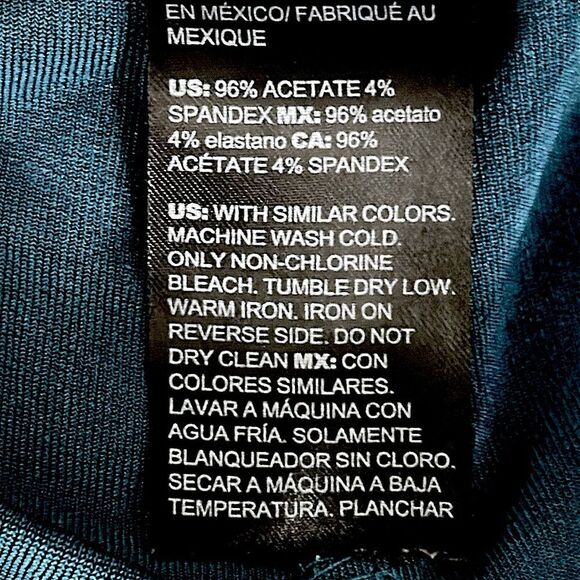 EN MÉXICO/ FABRIQUÉ AU
MEXIQUE
US: 96% ACETATE 4%
SPANDEX MX: 96% acetato
4% elastano CA: 96%
ACÉTATE 4% SPANDEX
US: WITH SIMILAR COLORS.
MACHINE WASH COLD.
ONLY NON-CHLORINE
BLEACH. TUMBLE DRY LOW.
WARM IRON. IRON ON
REVERSE SIDE. DO NOT
DRY CLEAN MX: CON
COLORES SIMILARES.
LAVAR A MÁQUINA CON
AGUA FRÍA. SOLAMENTE
BLANQUEADOR SIN CLORO.
SECAR A MÁQUINA A BAJA
TEMPERATURA. PLANCHAR